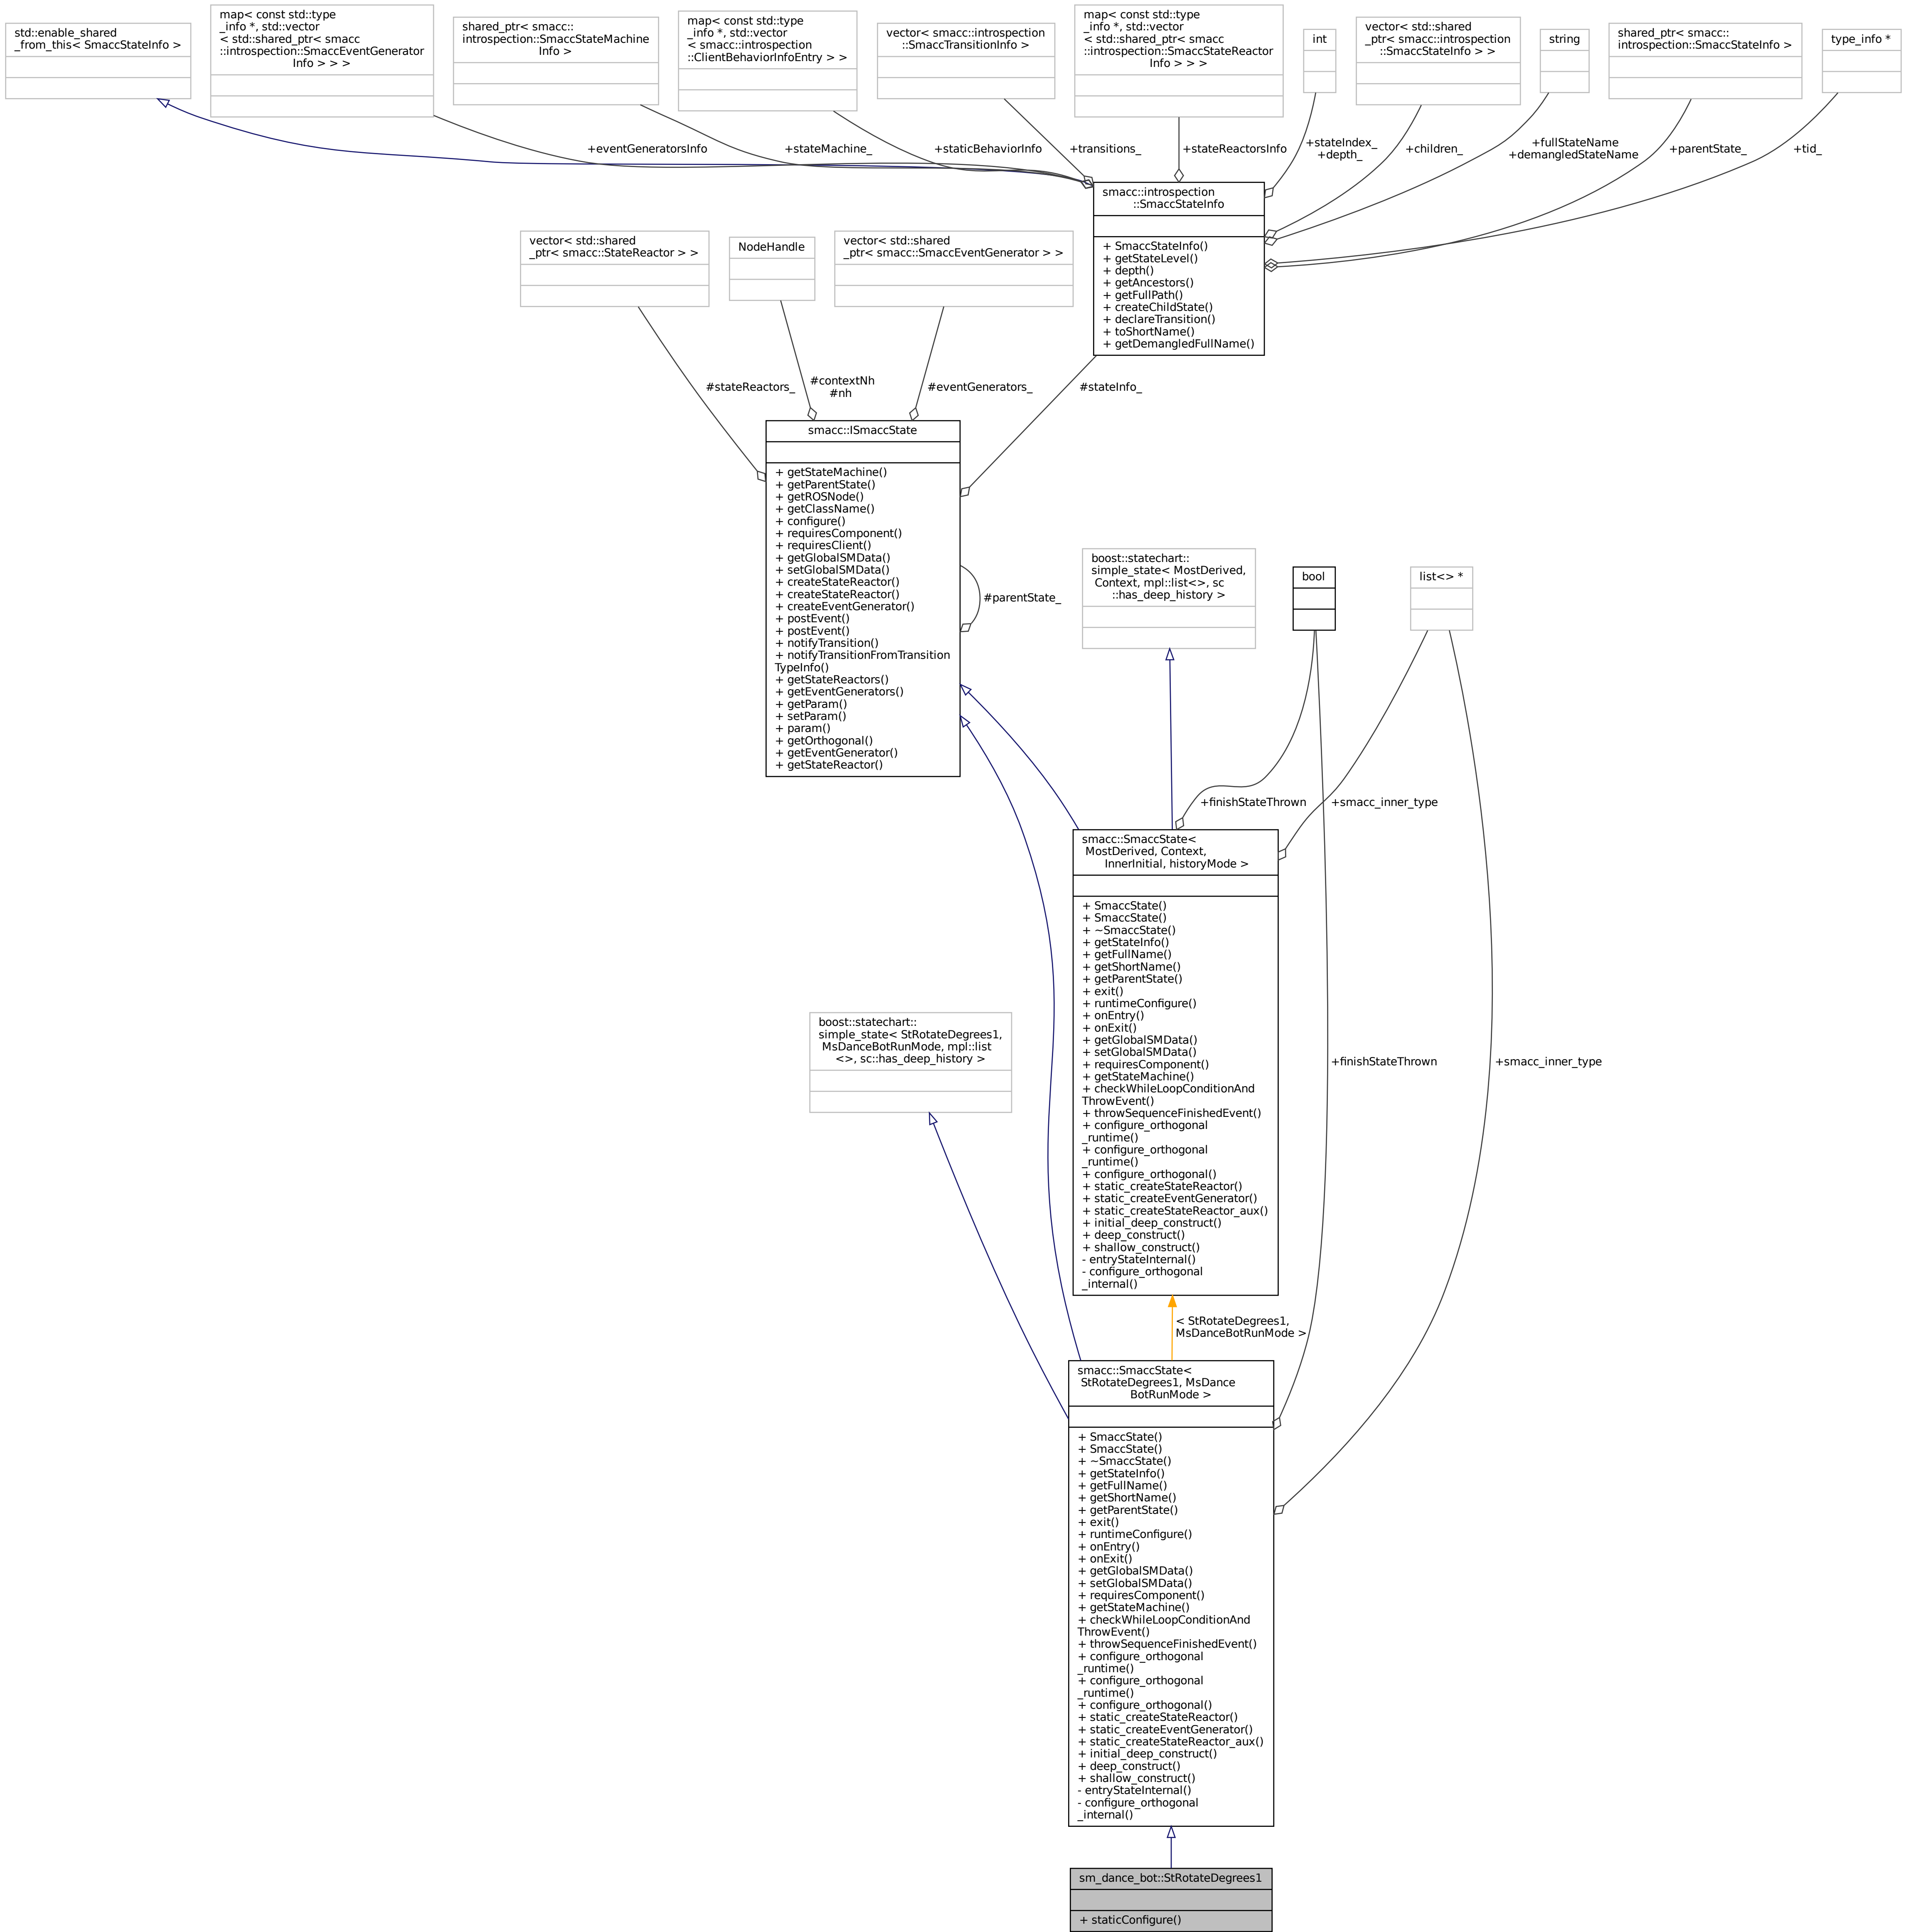 std::enable_shared
_from_this< SmaccStateInfo >
map< const std::type
_info *, std::vector
< std::shared_ptr< smacc
::introspection::SmaccEventGenerator
Info > > >
shared_ptr< smacc::
introspection::SmaccStateMachine
Info >
map< const std::type
_info *, std::vector
< smacc::introspection
::ClientBehaviorInfoEntry > >
vector< smacc::introspection
::SmaccTransitionInfo >
map< const std::type
_info *, std::vector
< std::shared_ptr< smacc
::introspection::SmaccStateReactor
Info > > >
int
vector< std::shared
_ptr< smacc::introspection
::SmaccStateInfo > >
string
shared_ptr< smacc::
introspection::SmaccStateInfo >
type_info *
+eventGeneratorsInfo
+stateMachine_
+staticBehaviorInfo
+transitions_
+stateReactorsInfo
+stateIndex_
+depth_
+children_
+fullStateName
+demangledStateName
+parentState_
+tid_
smacc::introspection
::SmaccStateInfo
+ SmaccStateInfo()
+ getStateLevel()
+ depth()
+ getAncestors()
+ getFullPath()
+ createChildState()
+ declareTransition()
+ toShortName()
+ getDemangledFullName()
vector< std::shared
_ptr< smacc::StateReactor > >
NodeHandle
vector< std::shared
_ptr< smacc::SmaccEventGenerator > >
#stateReactors_
#contextNh
#nh
#eventGenerators_
#stateInfo_
smacc::ISmaccState
+ getStateMachine()
+ getParentState()
+ getROSNode()
+ getClassName()
+ configure()
+ requiresComponent()
+ requiresClient()
+ getGlobalSMData()
+ setGlobalSMData()
+ createStateReactor()
+ createStateReactor()
+ createEventGenerator()
+ postEvent()
+ postEvent()
+ notifyTransition()
+ notifyTransitionFromTransition
TypeInfo()
+ getStateReactors()
+ getEventGenerators()
+ getParam()
+ setParam()
+ param()
+ getOrthogonal()
+ getEventGenerator()
+ getStateReactor()
#parentState_
boost::statechart::
simple_state< MostDerived,
Context, mpl::list<>, sc
::has_deep_history >
bool
list<> *
+finishStateThrown
+smacc_inner_type
smacc::SmaccState<
MostDerived, Context,
InnerInitial, historyMode >
+ SmaccState()
+ SmaccState()
+ ~SmaccState()
+ getStateInfo()
+ getFullName()
+ getShortName()
+ getParentState()
+ exit()
+ runtimeConfigure()
+ onEntry()
+ onExit()
+ getGlobalSMData()
+ setGlobalSMData()
+ requiresComponent()
+ getStateMachine()
+ checkWhileLoopConditionAnd
ThrowEvent()
+ throwSequenceFinishedEvent()
+ configure_orthogonal
_runtime()
+ configure_orthogonal
_runtime()
+ configure_orthogonal()
+ static_createStateReactor()
+ static_createEventGenerator()
+ static_createStateReactor_aux()
+ initial_deep_construct()
+ deep_construct()
+ shallow_construct()
- entryStateInternal()
- configure_orthogonal
_internal()
boost::statechart::
simple_state< StRotateDegrees1,
MsDanceBotRunMode, mpl::list
<>, sc::has_deep_history >
+finishStateThrown
+smacc_inner_type
< StRotateDegrees1,
MsDanceBotRunMode >
smacc::SmaccState<
StRotateDegrees1, MsDance
BotRunMode >
+ SmaccState()
+ SmaccState()
+ ~SmaccState()
+ getStateInfo()
+ getFullName()
+ getShortName()
+ getParentState()
+ exit()
+ runtimeConfigure()
+ onEntry()
+ onExit()
+ getGlobalSMData()
+ setGlobalSMData()
+ requiresComponent()
+ getStateMachine()
+ checkWhileLoopConditionAnd
ThrowEvent()
+ throwSequenceFinishedEvent()
+ configure_orthogonal
_runtime()
+ configure_orthogonal
_runtime()
+ configure_orthogonal()
+ static_createStateReactor()
+ static_createEventGenerator()
+ static_createStateReactor_aux()
+ initial_deep_construct()
+ deep_construct()
+ shallow_construct()
- entryStateInternal()
- configure_orthogonal
_internal()
sm_dance_bot::StRotateDegrees1
+ staticConfigure()